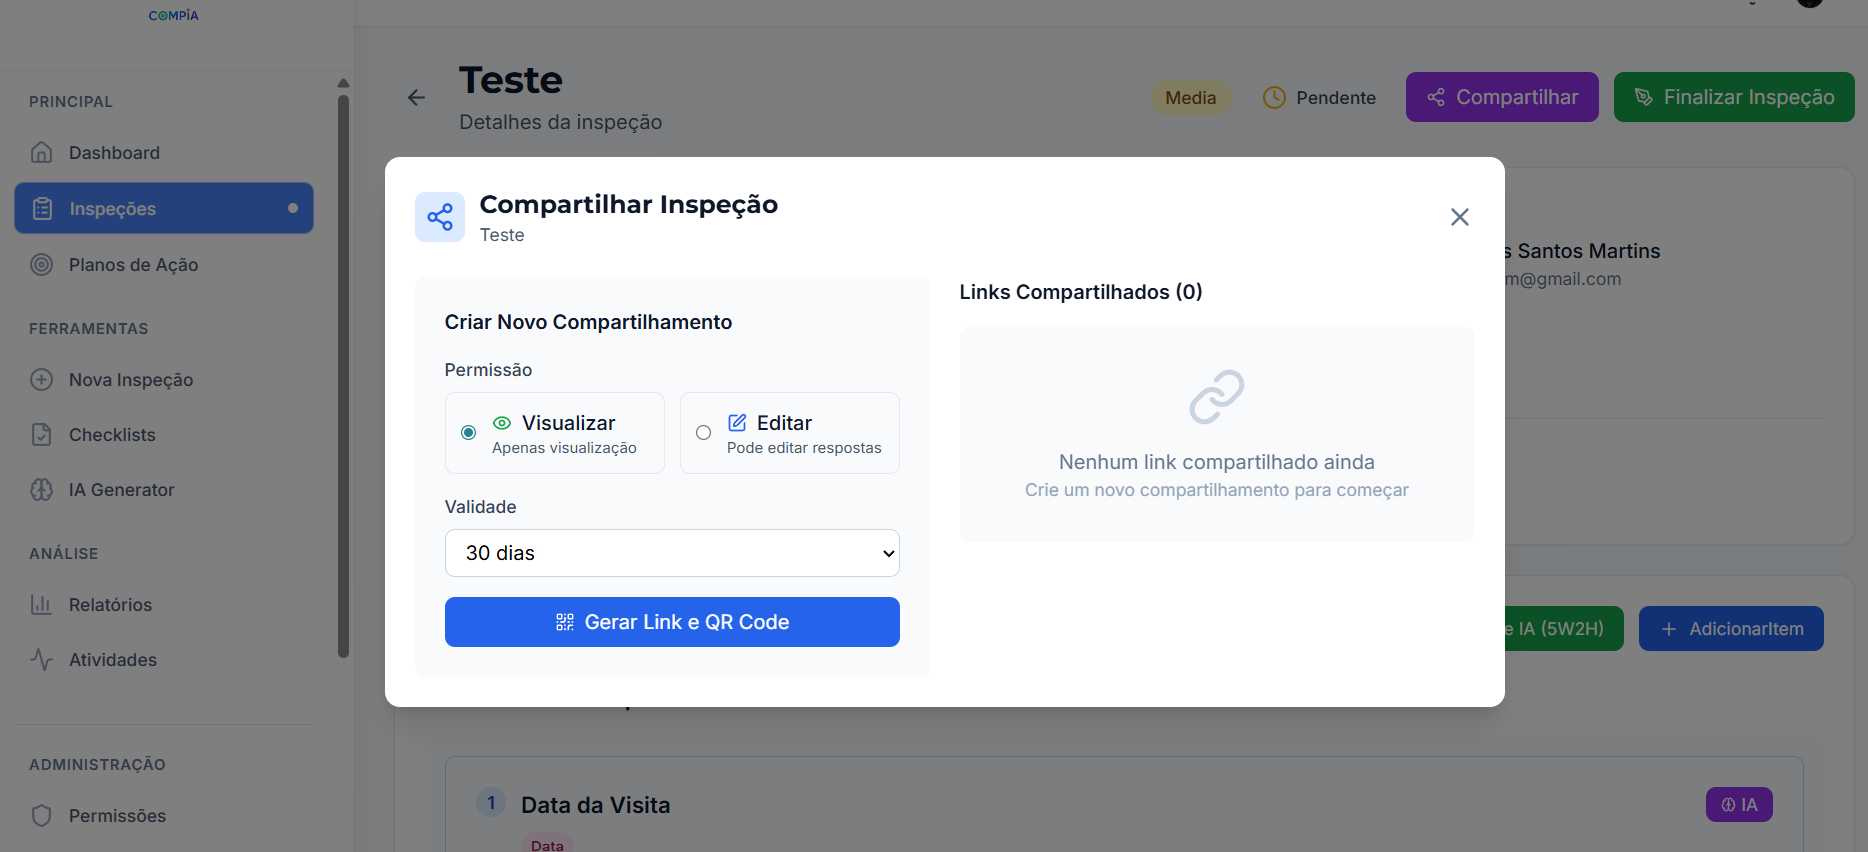 COMPiA
PRINCIPAL
Dashboard
Inspeções
Planos de Ação
FERRAMENTAS
Nova Inspeção
Checklists
IA Generator
ANÁLISE
Relatórios
Atividades
ADMINISTRAÇÃO
Permissões
Teste
Detalhes da inspeção
Media
Pendente
Compartilhar
Finalizar Inspeção
Compartilhar Inspeção
Teste
Criar Novo Compartilhamento
Permissão
Visualizar
Apenas visualização
Editar
Pode editar respostas
Validade
30 dias
Gerar Link e QR Code
Links Compartilhados (0)
Nenhum link compartilhado ainda
Crie um novo compartilhamento para começar
s Santos Martins
m@gmail.com
e IA (5W2H)
AdicionarItem
1
Data da Visita
IA
Data